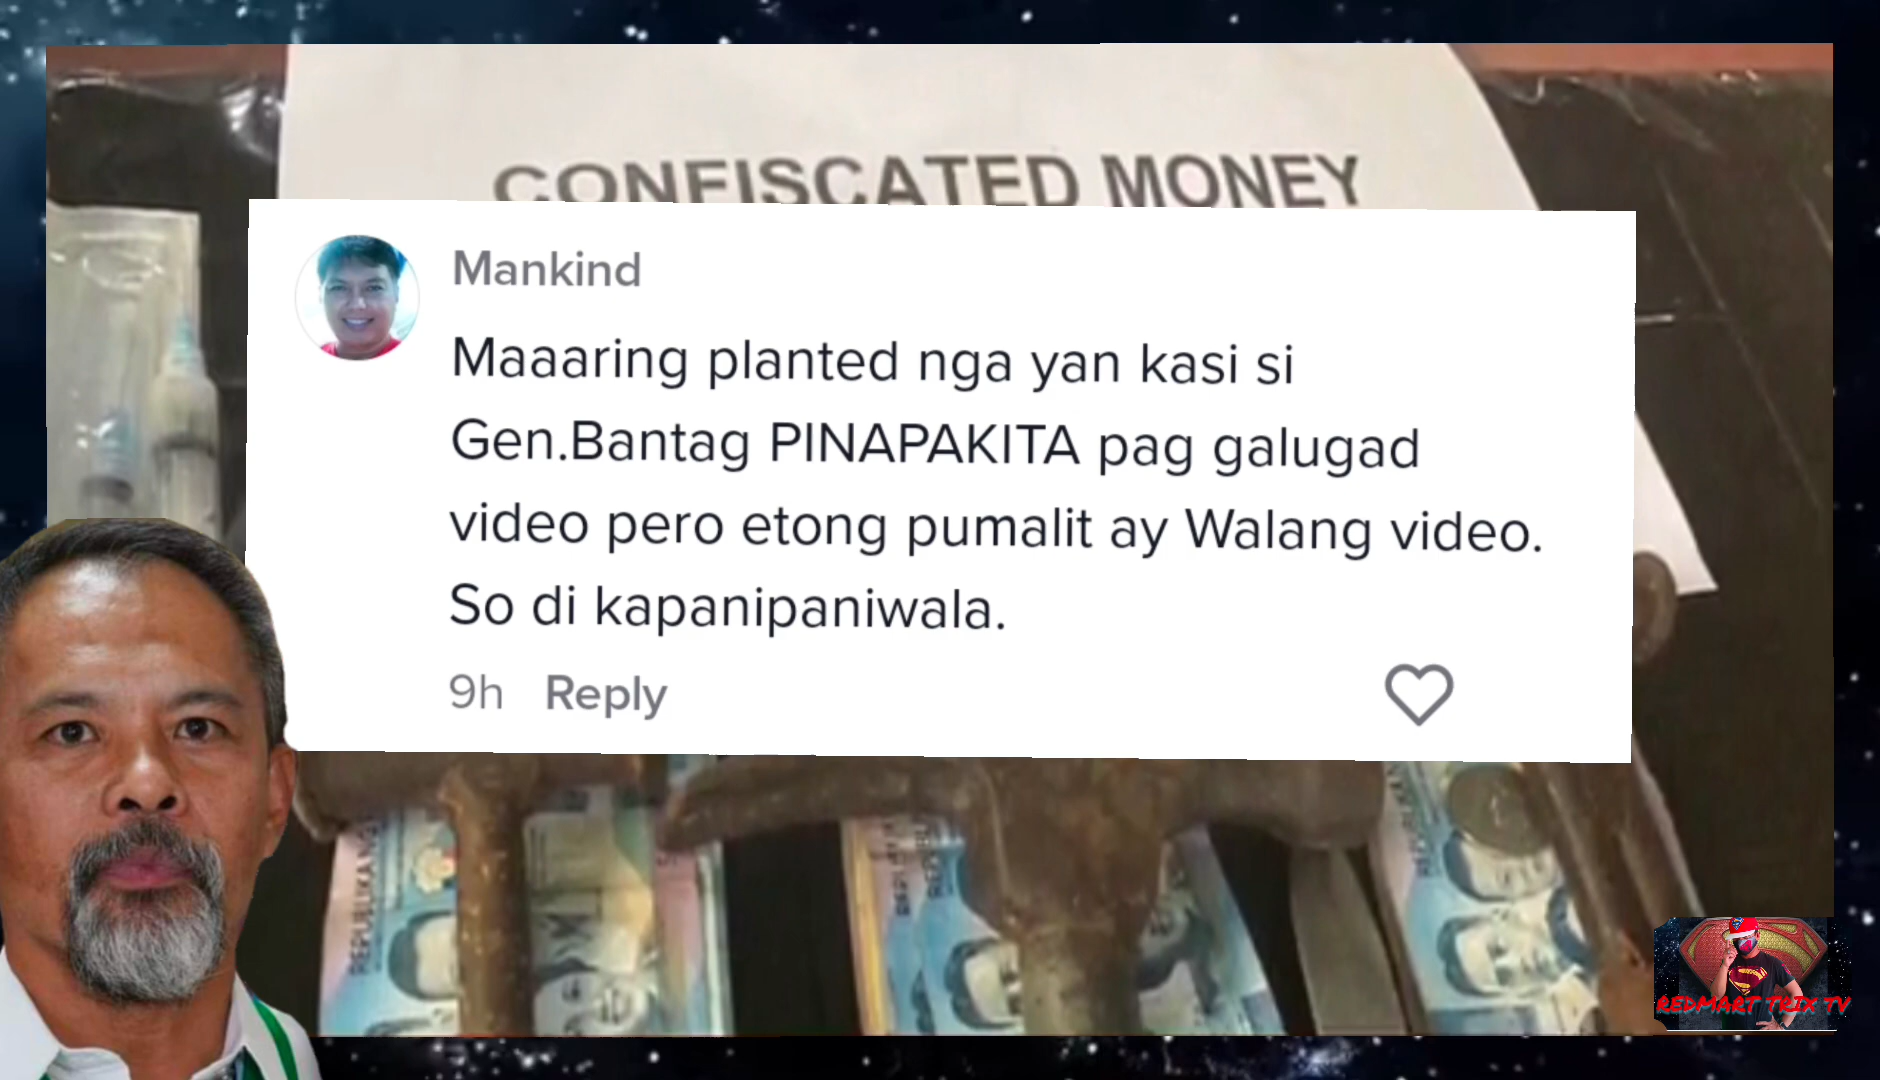 CONFISCATED MONEY
Mankind
Maaaring planted nga yan kasi si
Gen.Bantag PINAPAKITA pag galugad
video pero etong pumalit ay Walang video.
So di kapanipaniwala.
9h Reply
REDMART TRIX TV